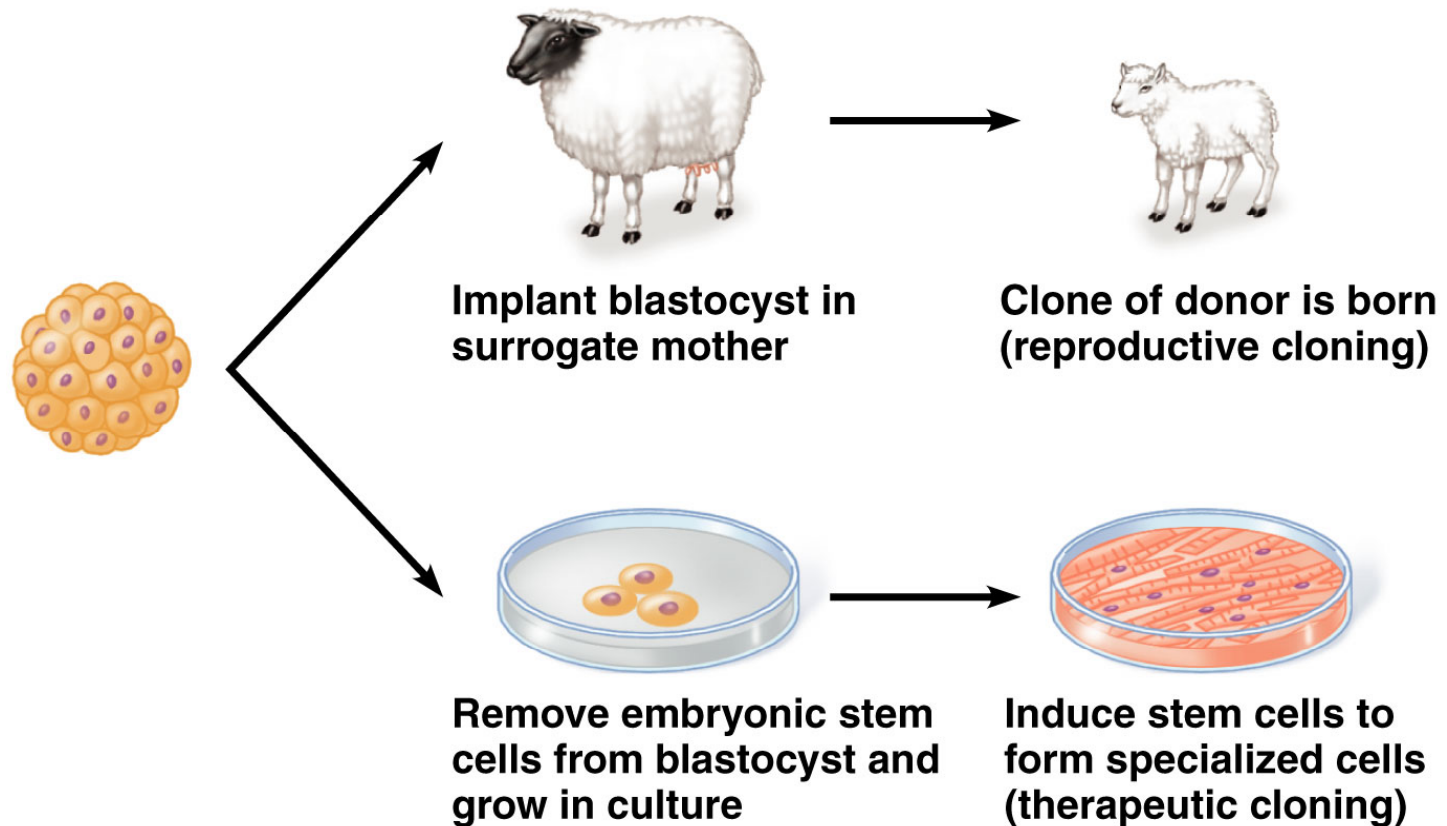 Implant blastocyst in
surrogate mother
Clone of donor is born
(reproductive cloning)
Remove embryonic stem
cells from blastocyst and
grow in culture
Induce stem cells to
form specialized cells
(therapeutic cloning)